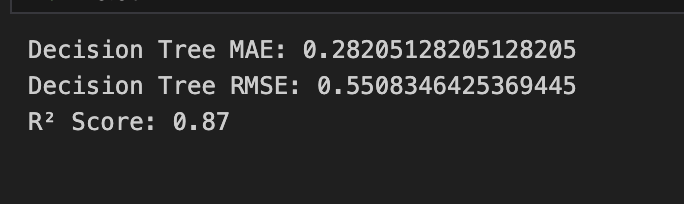 Decision Tree MAE: 0.28205128205128205
Decision Tree RMSE: 0.5508346425369445
R² Score: 0.87